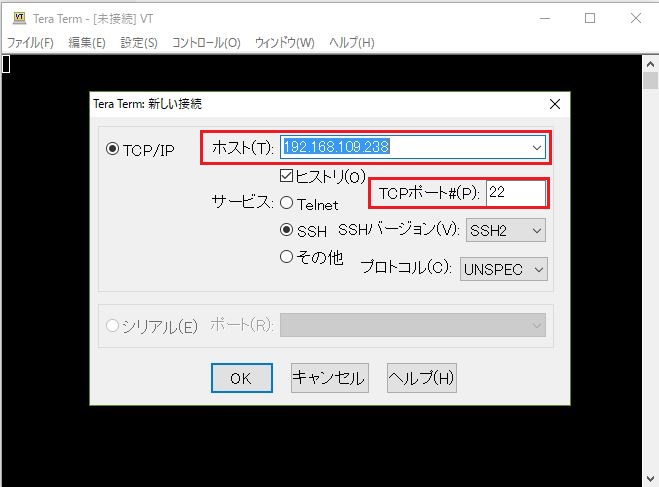 VT Tera Term - [未接続] VT
ファイル(F) 編集(E) 設定(S) コントロール(O) ウィンドウ(W) ヘルプ(H)
Tera Term: 新しい接続
TCP/IP ホスト(T): 192.168.109.238
ヒストリ(O)
サービス: Telnet TCPポート#(P): 22
SSH SSHバージョン(V): SSH2
その他 プロトコル(C): UNSPEC
シリアル(E) ポート(R):
OK キャンセル ヘルプ(H)